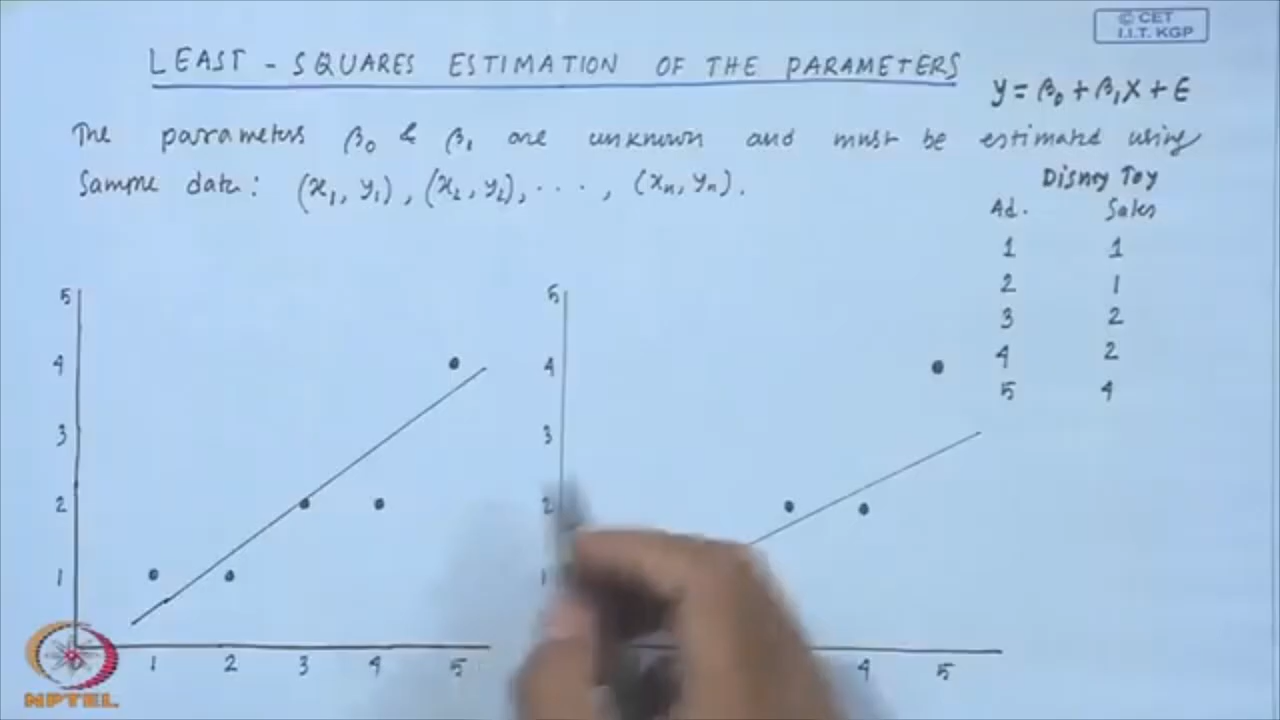 © CET
I.I.T. KGP
LEAST - SQUARES ESTIMATION OF THE PARAMETERS
y = β₀ + β₁X + ϵ
The parameters β₀ & β₁ are unknown and must be estimated using
Sample data: (x₁, y₁), (x₂, y₂), · · · ·, (xₙ, yₙ).
Disney Toy
Ad. Sales
1 1
2 1
3 2
4 2
5 4
5
4
3
2
1
1 2 3 4 5
5
4
3
2
1
4 5
NPTEL